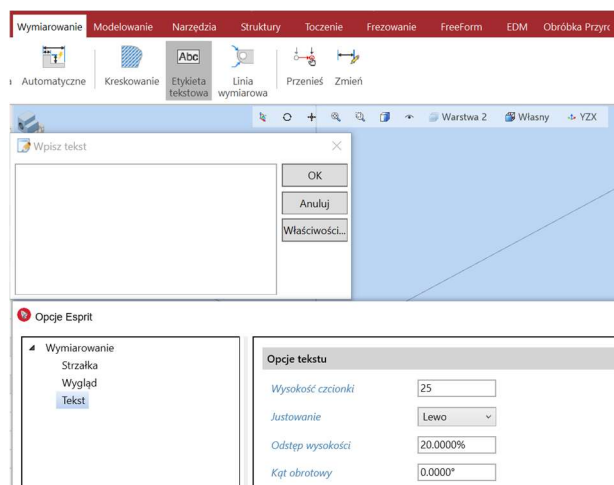 Wymiarowanie Modelowanie Narzędzia Struktury Toczenie Frezowanie FreeForm EDM
Obróbka
Automatyczne Kreskowanie Etykieta tekstowa Linia wymiarowa Przenieś Zmień
Abc
Warstwa 2 Własny YZX
Wpisz tekst
OK
Anuluj
Właściwości...
Opcje Esprit
Wymiarowanie
Strzałka
Wygląd
Tekst
Opcje tekstu
Wysokość czcionki 25
Justowanie Lewo
Odstęp wysokości 20.0000%
Kąt obrotowy 0.0000°